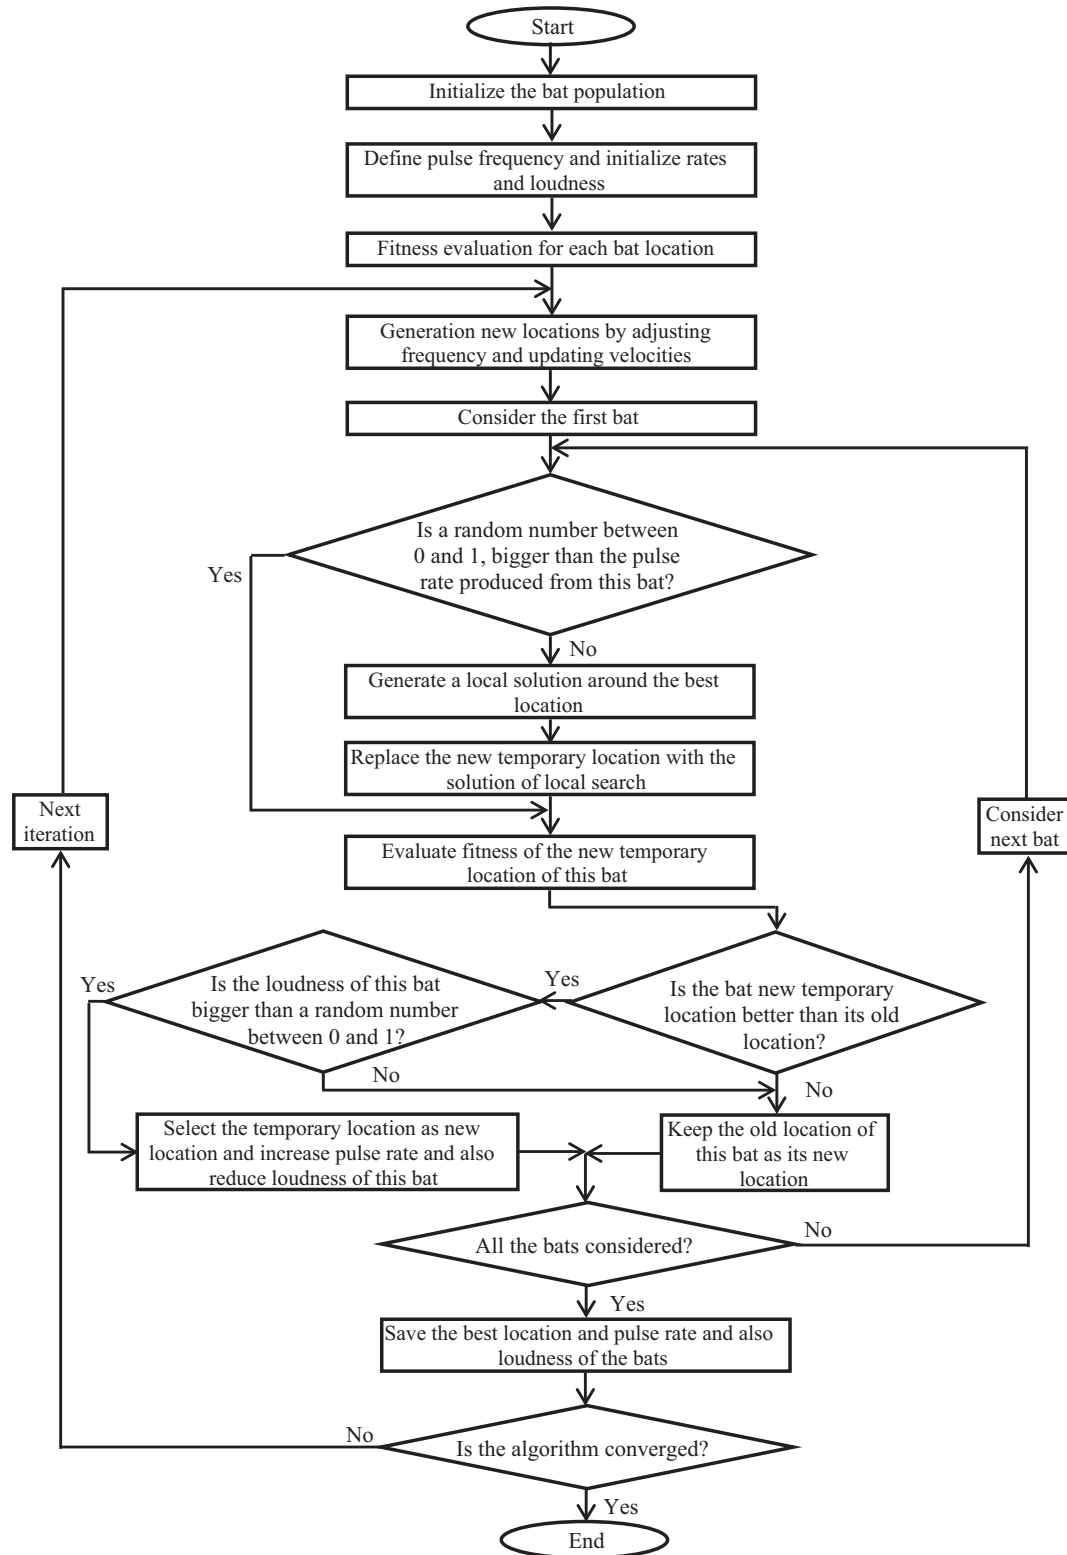 Start
Initialize the bat population
Define pulse frequency and initialize rates
and loudness
Fitness evaluation for each bat location
Generation new locations by adjusting
frequency and updating velocities
Consider the first bat
Is a random number between
0 and 1, bigger than the pulse
rate produced from this bat?
Yes
No
Generate a local solution around the best
location
Replace the new temporary location with the
solution of local search
Next
iteration
Consider
next bat
Evaluate fitness of the new temporary
location of this bat
Yes
Is the loudness of this bat
bigger than a random number
between 0 and 1?
Yes
Is the bat new temporary
location better than its old
location?
No
No
Select the temporary location as new
location and increase pulse rate and also
reduce loudness of this bat
Keep the old location of
this bat as its new
location
All the bats considered?
No
Yes
Save the best location and pulse rate and also
loudness of the bats
No
Is the algorithm converged?
Yes
End